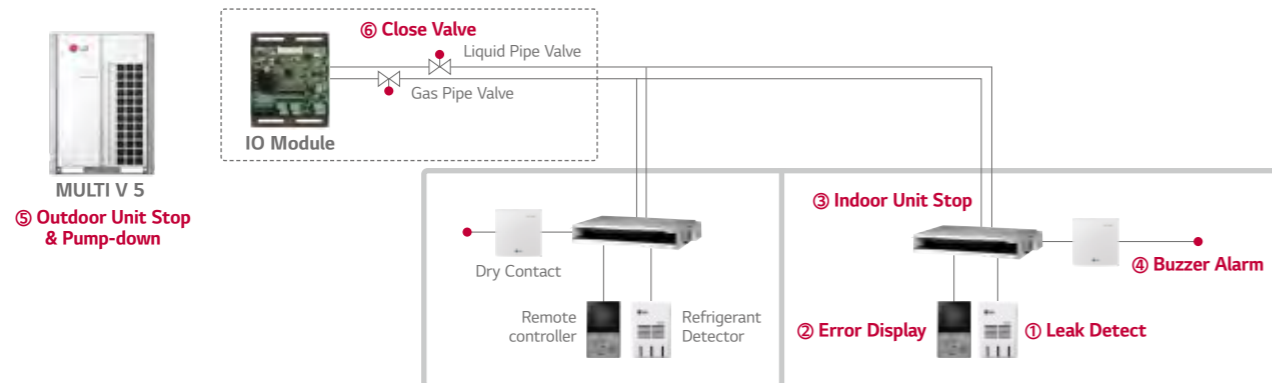 ⑥ Close Valve
Liquid Pipe Valve
Gas Pipe Valve
IO Module
LG
MULTI V 5
⑤ Outdoor Unit Stop
& Pump-down
③ Indoor Unit Stop
Dry Contact
④ Buzzer Alarm
Remote
controller
Refrigerant
Detector
② Error Display
① Leak Detect